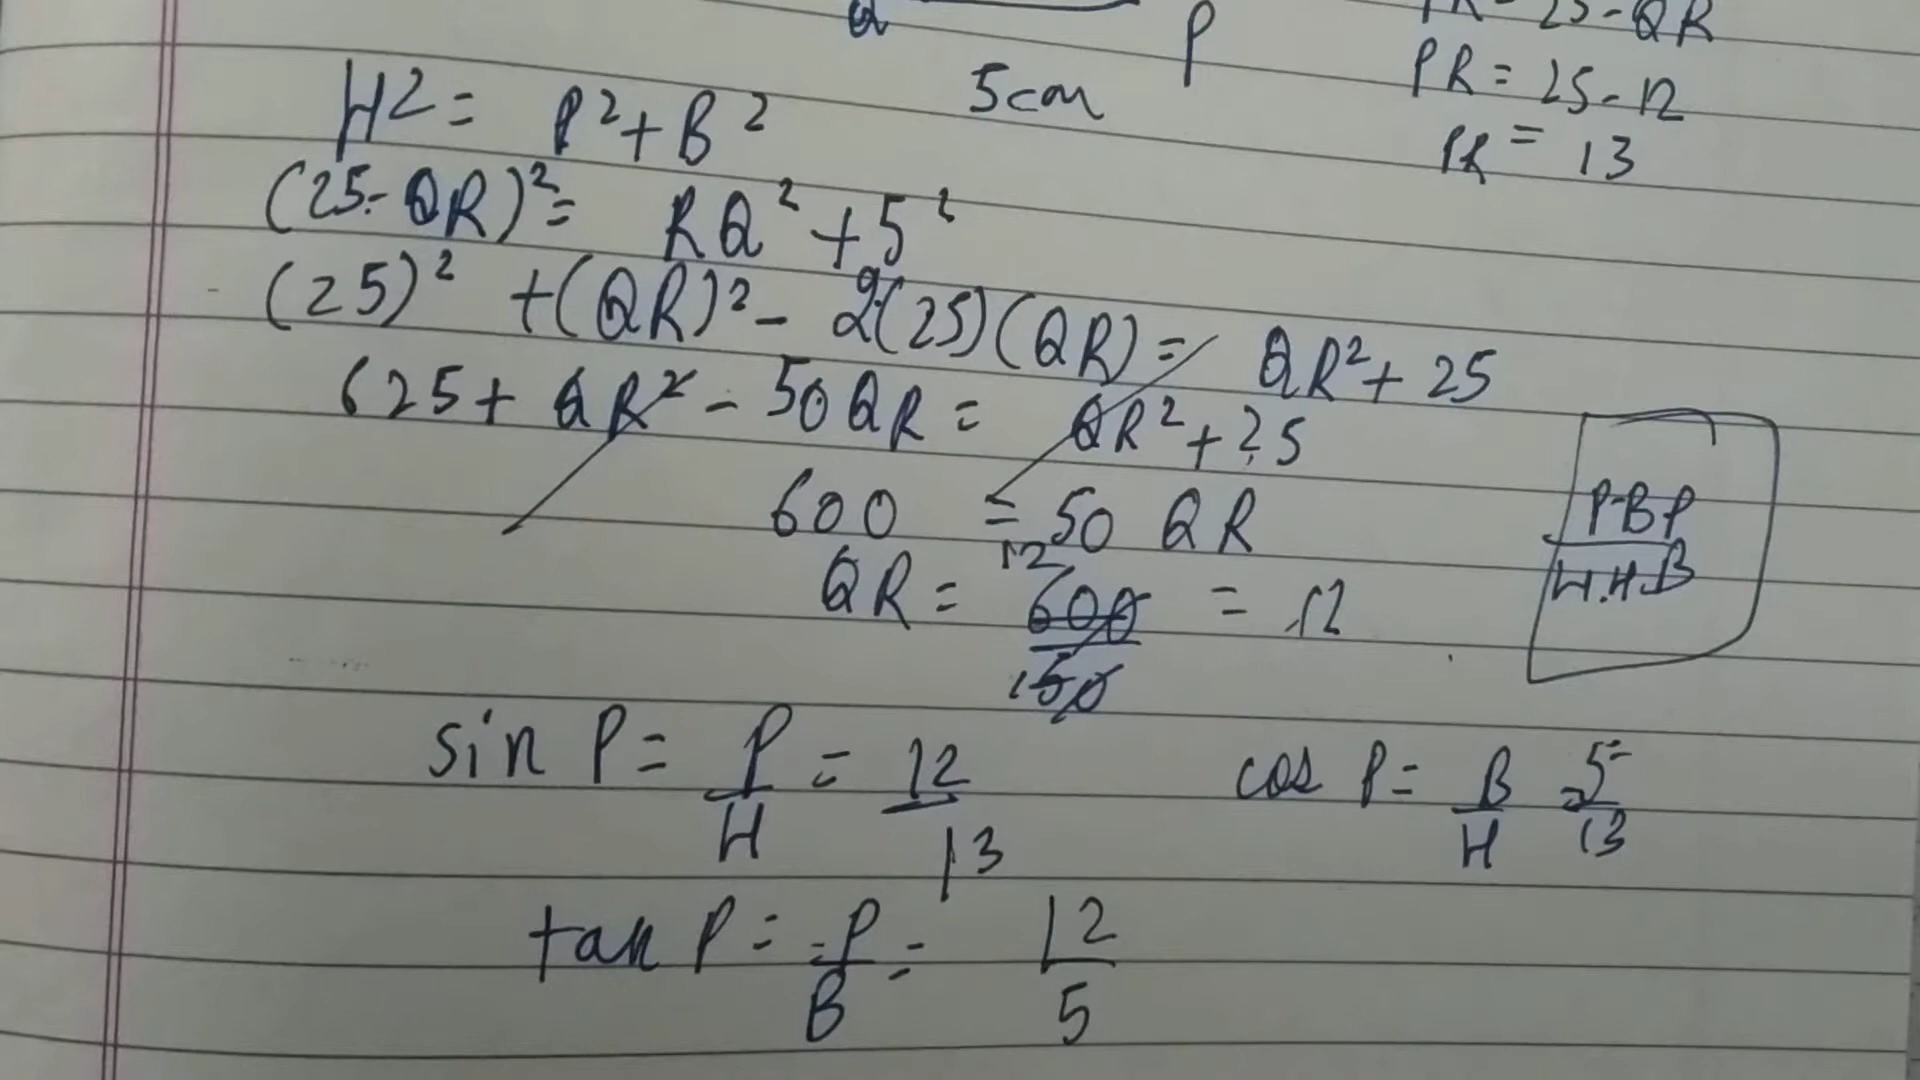 Q
P
5cm
PR = 25-QR
PR = 25-12
PR = 13
H² = P²+B²
(25-QR)² = RQ²+5²
(25)² +(QR)² - 2(25)(QR) = QR²+25
625+ QR² - 50QR = QR²+25
600 = 50 QR
QR = 600/50 = 12
12
1
P.B.P
H.H.B
sin P = P/H = 12/13
cos P = B/H = 5/13
tan P = P/B = 12/5